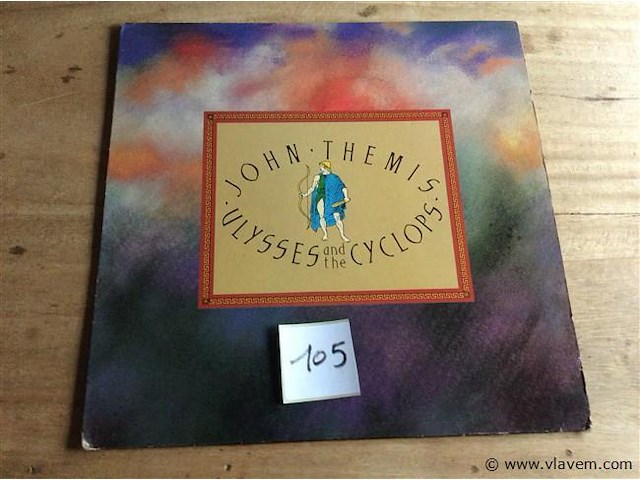 · JOHN · THEMIS ·
ULYSSES and the CYCLOPS ·
105
© www.vlavem.com